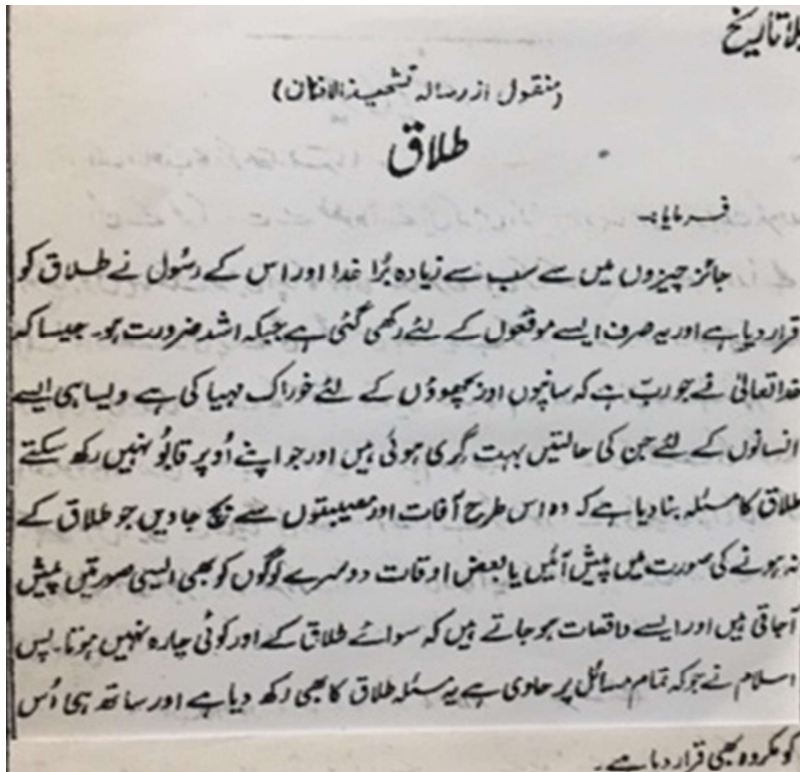 بلا تاریخ
(منقول از رسالہ تشحیذ الاذہان)
طلاق
فرمایا:۔
جائز چیزوں میں سے سب سے زیادہ بُرا خدا اور اس کے رسُول نے طلاق کو
قرار دیا ہے اور یہ صرف ایسے موقعوں کے لئے رکھی گئی ہے جبکہ اشد ضرورت ہو۔ جیسا کہ
خدا تعالیٰ نے جو ربّ ہے کہ سانپوں اور بچھوؤں کے لئے خوراک مہیا کی ہے ویسا ہی ایسے
انسانوں کے لئے جن کی حالتیں بہت گِری ہوئی ہیں اور جو اپنے اُوپر قابُو نہیں رکھ سکتے
طلاق کا مسئلہ بنا دیا ہے کہ وہ اس طرح آفات اور مصیبتوں سے بچ جاویں جو طلاق کے
نہ ہونے کی صورت میں پیش آئیں یا بعض اوقات دوسرے لوگوں کو بھی ایسی صورتیں پیش
آجاتی ہیں اور ایسے واقعات ہو جاتے ہیں کہ سوائے طلاق کے اور کوئی چارہ نہیں ہوتا۔ پس
اسلام نے جو کہ تمام مسائل پر حاوی ہے یہ مسئلہ طلاق کا بھی رکھ دیا ہے اور ساتھ ہی اُس
کو مکروہ بھی قرار دیا ہے۔